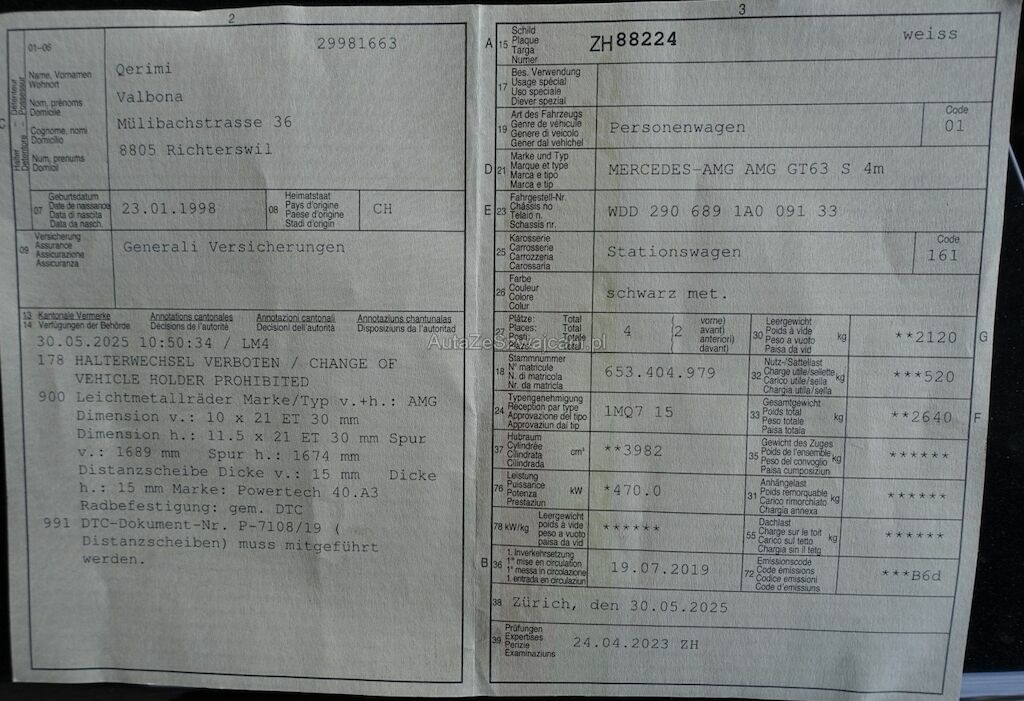 2
01-06
29981663
C
Halter - Détenteur
Detentore - Possessur
Name, Vornamen
Wohnort
Nom, prénoms
Domicile
Cognome, nomi
Domicilio
Num, prenums
Domicil
Qerimi
Valbona
Mülibachstrasse 36
8805 Richterswil
07
Geburtsdatum
Date de naissance
Data di nascita
Data da nasch.
23.01.1998
08
Heimatstaat
Pays d'origine
Paese d'origine
Stadi d'origin
CH
09
Versicherung
Assurance
Assicurazione
Assicuranza
Generali Versicherungen
13 Kantonale Vermerke Annotations cantonales Annotazioni cantonali Annotaziuns chantunalas
14 Verfügungen der Behörde Décisions de l'autorité Decisioni dell'autorità Disposiziuns da l'autoritad
30.05.2025 10:50:34 / LM4
178 HALTERWECHSEL VERBOTEN / CHANGE OF
VEHICLE HOLDER PROHIBITED
900 Leichtmetallräder Marke/Typ v.+h.: AMG
Dimension v.: 10 x 21 ET 30 mm
Dimension h.: 11.5 x 21 ET 30 mm Spur
v.: 1689 mm Spur h.: 1674 mm
Distanzscheibe Dicke v.: 15 mm Dicke
h.: 15 mm Marke: Powertech 40.A3
Radbefestigung: gem. DTC
991 DTC-Dokument-Nr. P-7108/19 (
Distanzscheiben) muss mitgeführt
werden.
3
A 15
Schild
Plaque
Targa
Numer
ZH 88224
weiss
17
Bes. Verwendung
Usage spécial
Uso speciale
Diever spezial
19
Art des Fahrzeugs
Genre de véhicule
Genere di veicolo
Gener dal vehichel
Personenwagen
Code
01
D 21
Marke und Typ
Marque et type
Marca e tipo
Marca e tip
MERCEDES-AMG AMG GT63 S 4m
E 23
Fahrgestell-Nr.
Châssis no
Telaio n.
Schassis nr.
WDD 290 689 1A0 091 33
25
Karosserie
Carrosserie
Carrozzeria
Carossaria
Stationswagen
Code
161
26
Farbe
Couleur
Colore
Colur
schwarz met.
27
Plätze: Total
Places: Total
Posti: Totale
Plazs: Total
4
( vorne)
2 avant)
( anteriori)
davant)
30
Leergewicht
Poids à vide
Peso a vuoto
Paisa da vid
kg
**2120
G
18
Stammnummer
N° matricule
N. di matricola
Nr. da matricla
653.404.979
32
Nutz-/Sattellast
Charge utile/sellette
Carico utile/sella
Chargia utila/sella
kg
***520
24
Typengenehmigung
Réception par type
Approvazione del tipo
Approvaziun dal tip
1MQ7 15
33
Gesamtgewicht
Poids total
Peso totale
Paisa totala
kg
**2640
F
37
Hubraum
Cylindrée
Cilindrata
Cilindrada
cm³
**3982
35
Gewicht des Zuges
Poids de l'ensemble
Peso del convoglio
Paisa cumposiziun
kg
******
76
Leistung
Puissance
Potenza
Prestaziun
kW
*470.0
31
Anhängelast
Poids remorquable
Carico rimorchiato
Chargia annexa
kg
******
78 kW/kg
Leergewicht
poids à vide
peso a vuoto
paisa da vid
******
55
Dachlast
Charge sur le toit
Carico sul tetto
Chargia sin il tetg
kg
******
B 36
1. Inverkehrsetzung
1re mise en circulation
1a messa in circolazione
1. entrada en circulaziun
19.07.2019
72
Emissionscode
Code émissions
Codice emissioni
Code d'emissiuns
***B6d
38 Zürich, den 30.05.2025
39
Prüfungen
Expertises
Perizie
Examinaziuns
24.04.2023 ZH
AutaZeSzwajcarii.pl